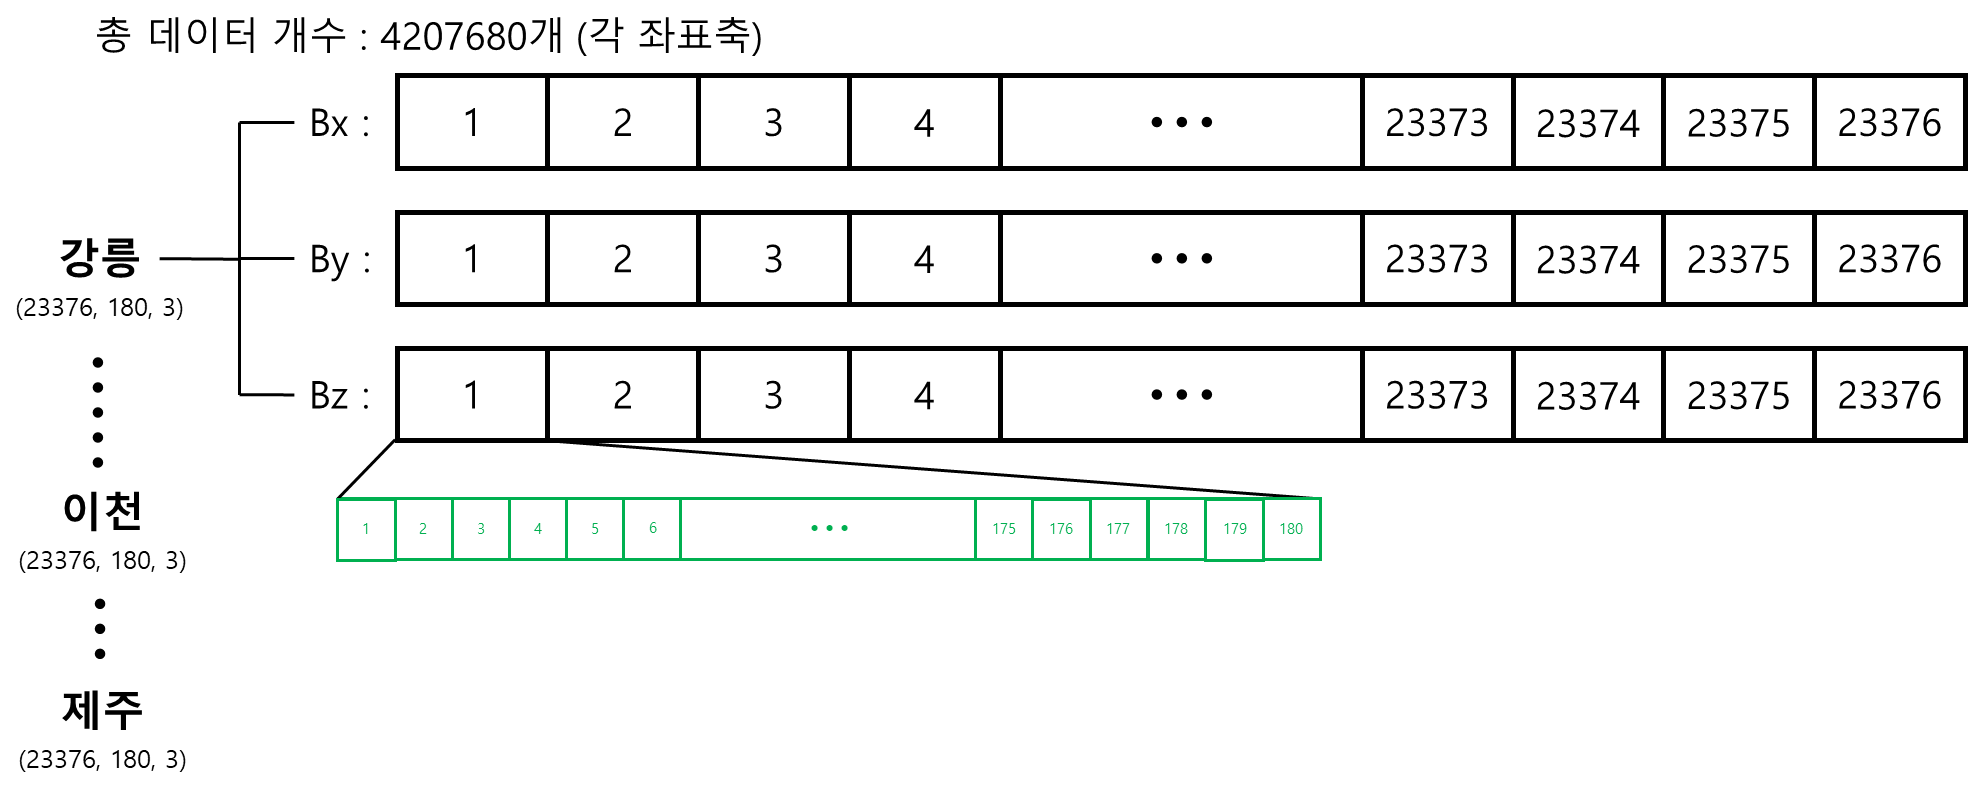 총 데이터 개수 : 4207680개 (각 좌표축)
Bx : 1 2 3 4 ••• 23373 23374 23375 23376
강릉
(23376, 180, 3)
By : 1 2 3 4 ••• 23373 23374 23375 23376
Bz : 1 2 3 4 ••• 23373 23374 23375 23376
1 2 3 4 5 6 ••• 175 176 177 178 179 180
이천
(23376, 180, 3)
제주
(23376, 180, 3)